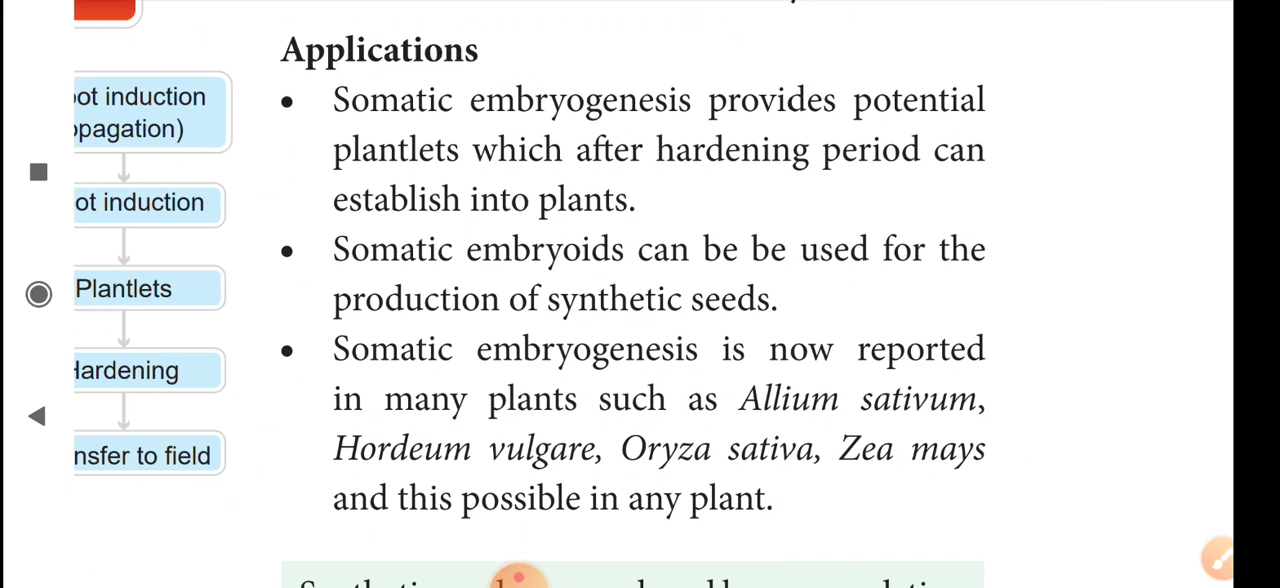 ot induction
pagation)
ot induction
Plantlets
Hardening
nsfer to field
Applications
• Somatic embryogenesis provides potential
plantlets which after hardening period can
establish into plants.
• Somatic embryoids can be be used for the
production of synthetic seeds.
• Somatic embryogenesis is now reported
in many plants such as Allium sativum,
Hordeum vulgare, Oryza sativa, Zea mays
and this possible in any plant.